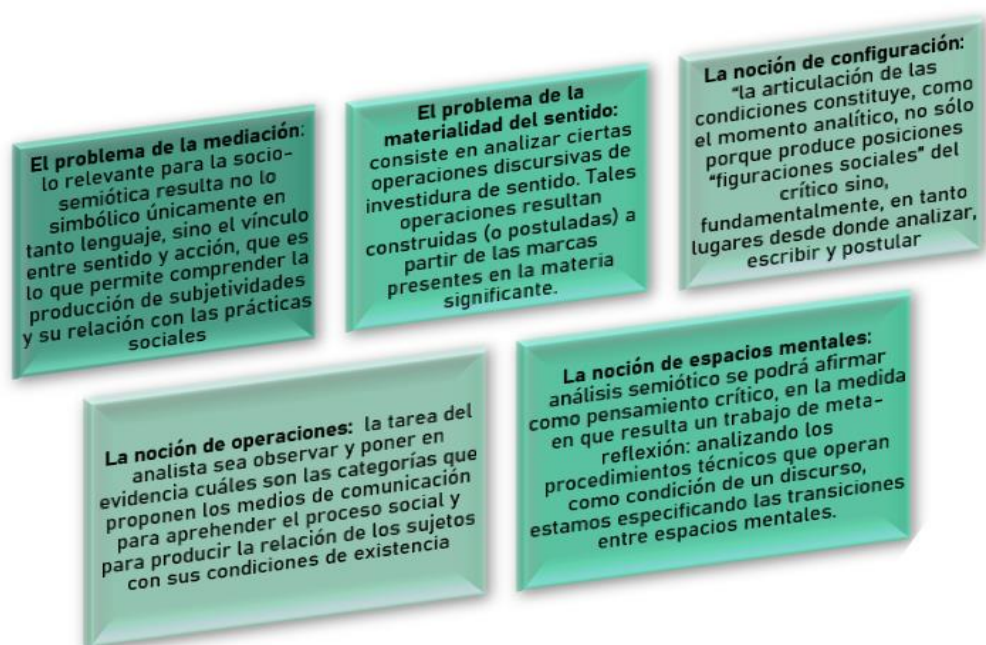 El problema de la mediación:
lo relevante para la socio-
semiótica resulta no lo
simbólico únicamente en
tanto lenguaje, sino el vínculo
entre sentido y acción, que es
lo que permite comprender la
producción de subjetividades
y su relación con las prácticas
sociales
El problema de la
materialidad del sentido:
consiste en analizar ciertas
operaciones discursivas de
investidura de sentido. Tales
operaciones resultan
construidas (o postuladas) a
partir de las marcas
presentes en la materia
significante.
La noción de configuración:
"la articulación de las
condiciones constituye, como
el momento analítico, no sólo
porque produce posiciones
"figuraciones sociales" del
crítico sino,
fundamentalmente, en tanto
lugares desde donde analizar,
escribir y postular
La noción de operaciones: la tarea del
analista sea observar y poner en
evidencia cuáles son las categorías que
proponen los medios de comunicación
para aprehender el proceso social y
para producir la relación de los sujetos
con sus condiciones de existencia
La noción de espacios mentales:
análisis semiótico se podrá afirmar
como pensamiento crítico, en la medida
en que resulta un trabajo de meta-
reflexión: analizando los
procedimientos técnicos que operan
como condición de un discurso,
estamos especificando las transiciones
entre espacios mentales.